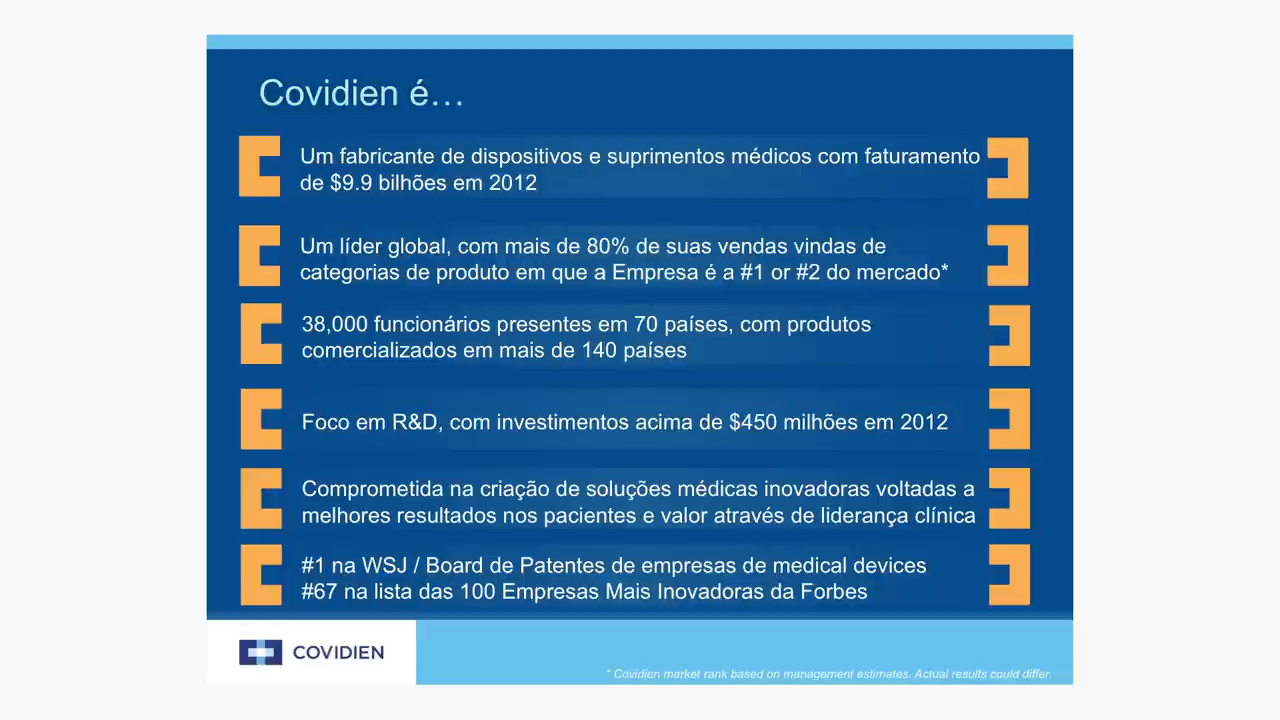 Covidien é…
Um fabricante de dispositivos e suprimentos médicos com faturamento
de $9.9 bilhões em 2012
Um líder global, com mais de 80% de suas vendas vindas de
categorias de produto em que a Empresa é a #1 or #2 do mercado*
38,000 funcionários presentes em 70 países, com produtos
comercializados em mais de 140 países
Foco em R&D, com investimentos acima de $450 milhões em 2012
Comprometida na criação de soluções médicas inovadoras voltadas a
melhores resultados nos pacientes e valor através de liderança clínica
#1 na WSJ / Board de Patentes de empresas de medical devices
#67 na lista das 100 Empresas Mais Inovadoras da Forbes
COVIDIEN
* Covidien market rank based on management estimates. Actual results could differ.